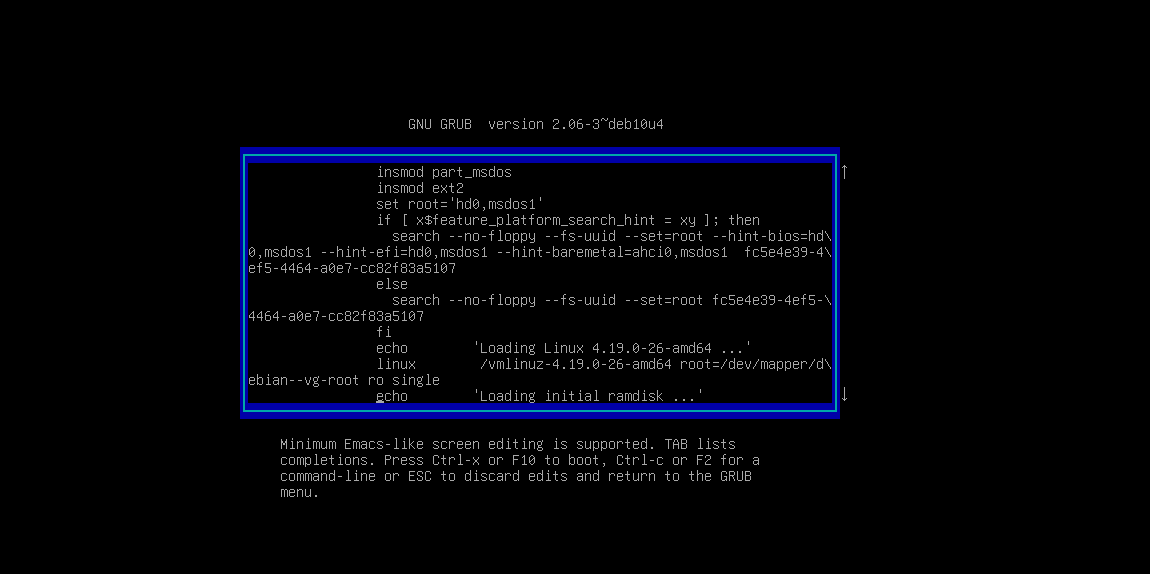 GNU GRUB  version 2.06-3~deb10u4
insmod part_msdos
insmod ext2
set root='hd0,msdos1'
if [ x$feature_platform_search_hint = xy ]; then
search --no-floppy --fs-uuid --set=root --hint-bios=hd\
0,msdos1 --hint-efi=hd0,msdos1 --hint-baremetal=ahci0,msdos1  fc5e4e39-4\
ef5-4464-a0e7-cc82f83a5107
else
search --no-floppy --fs-uuid --set=root fc5e4e39-4ef5-\
4464-a0e7-cc82f83a5107
fi
echo        'Loading Linux 4.19.0-26-amd64 ...'
linux        /vmlinuz-4.19.0-26-amd64 root=/dev/mapper/d\
ebian--vg-root ro single
echo        'Loading initial ramdisk ...'
Minimum Emacs-like screen editing is supported. TAB lists
completions. Press Ctrl-x or F10 to boot, Ctrl-c or F2 for a
command-line or ESC to discard edits and return to the GRUB
menu.